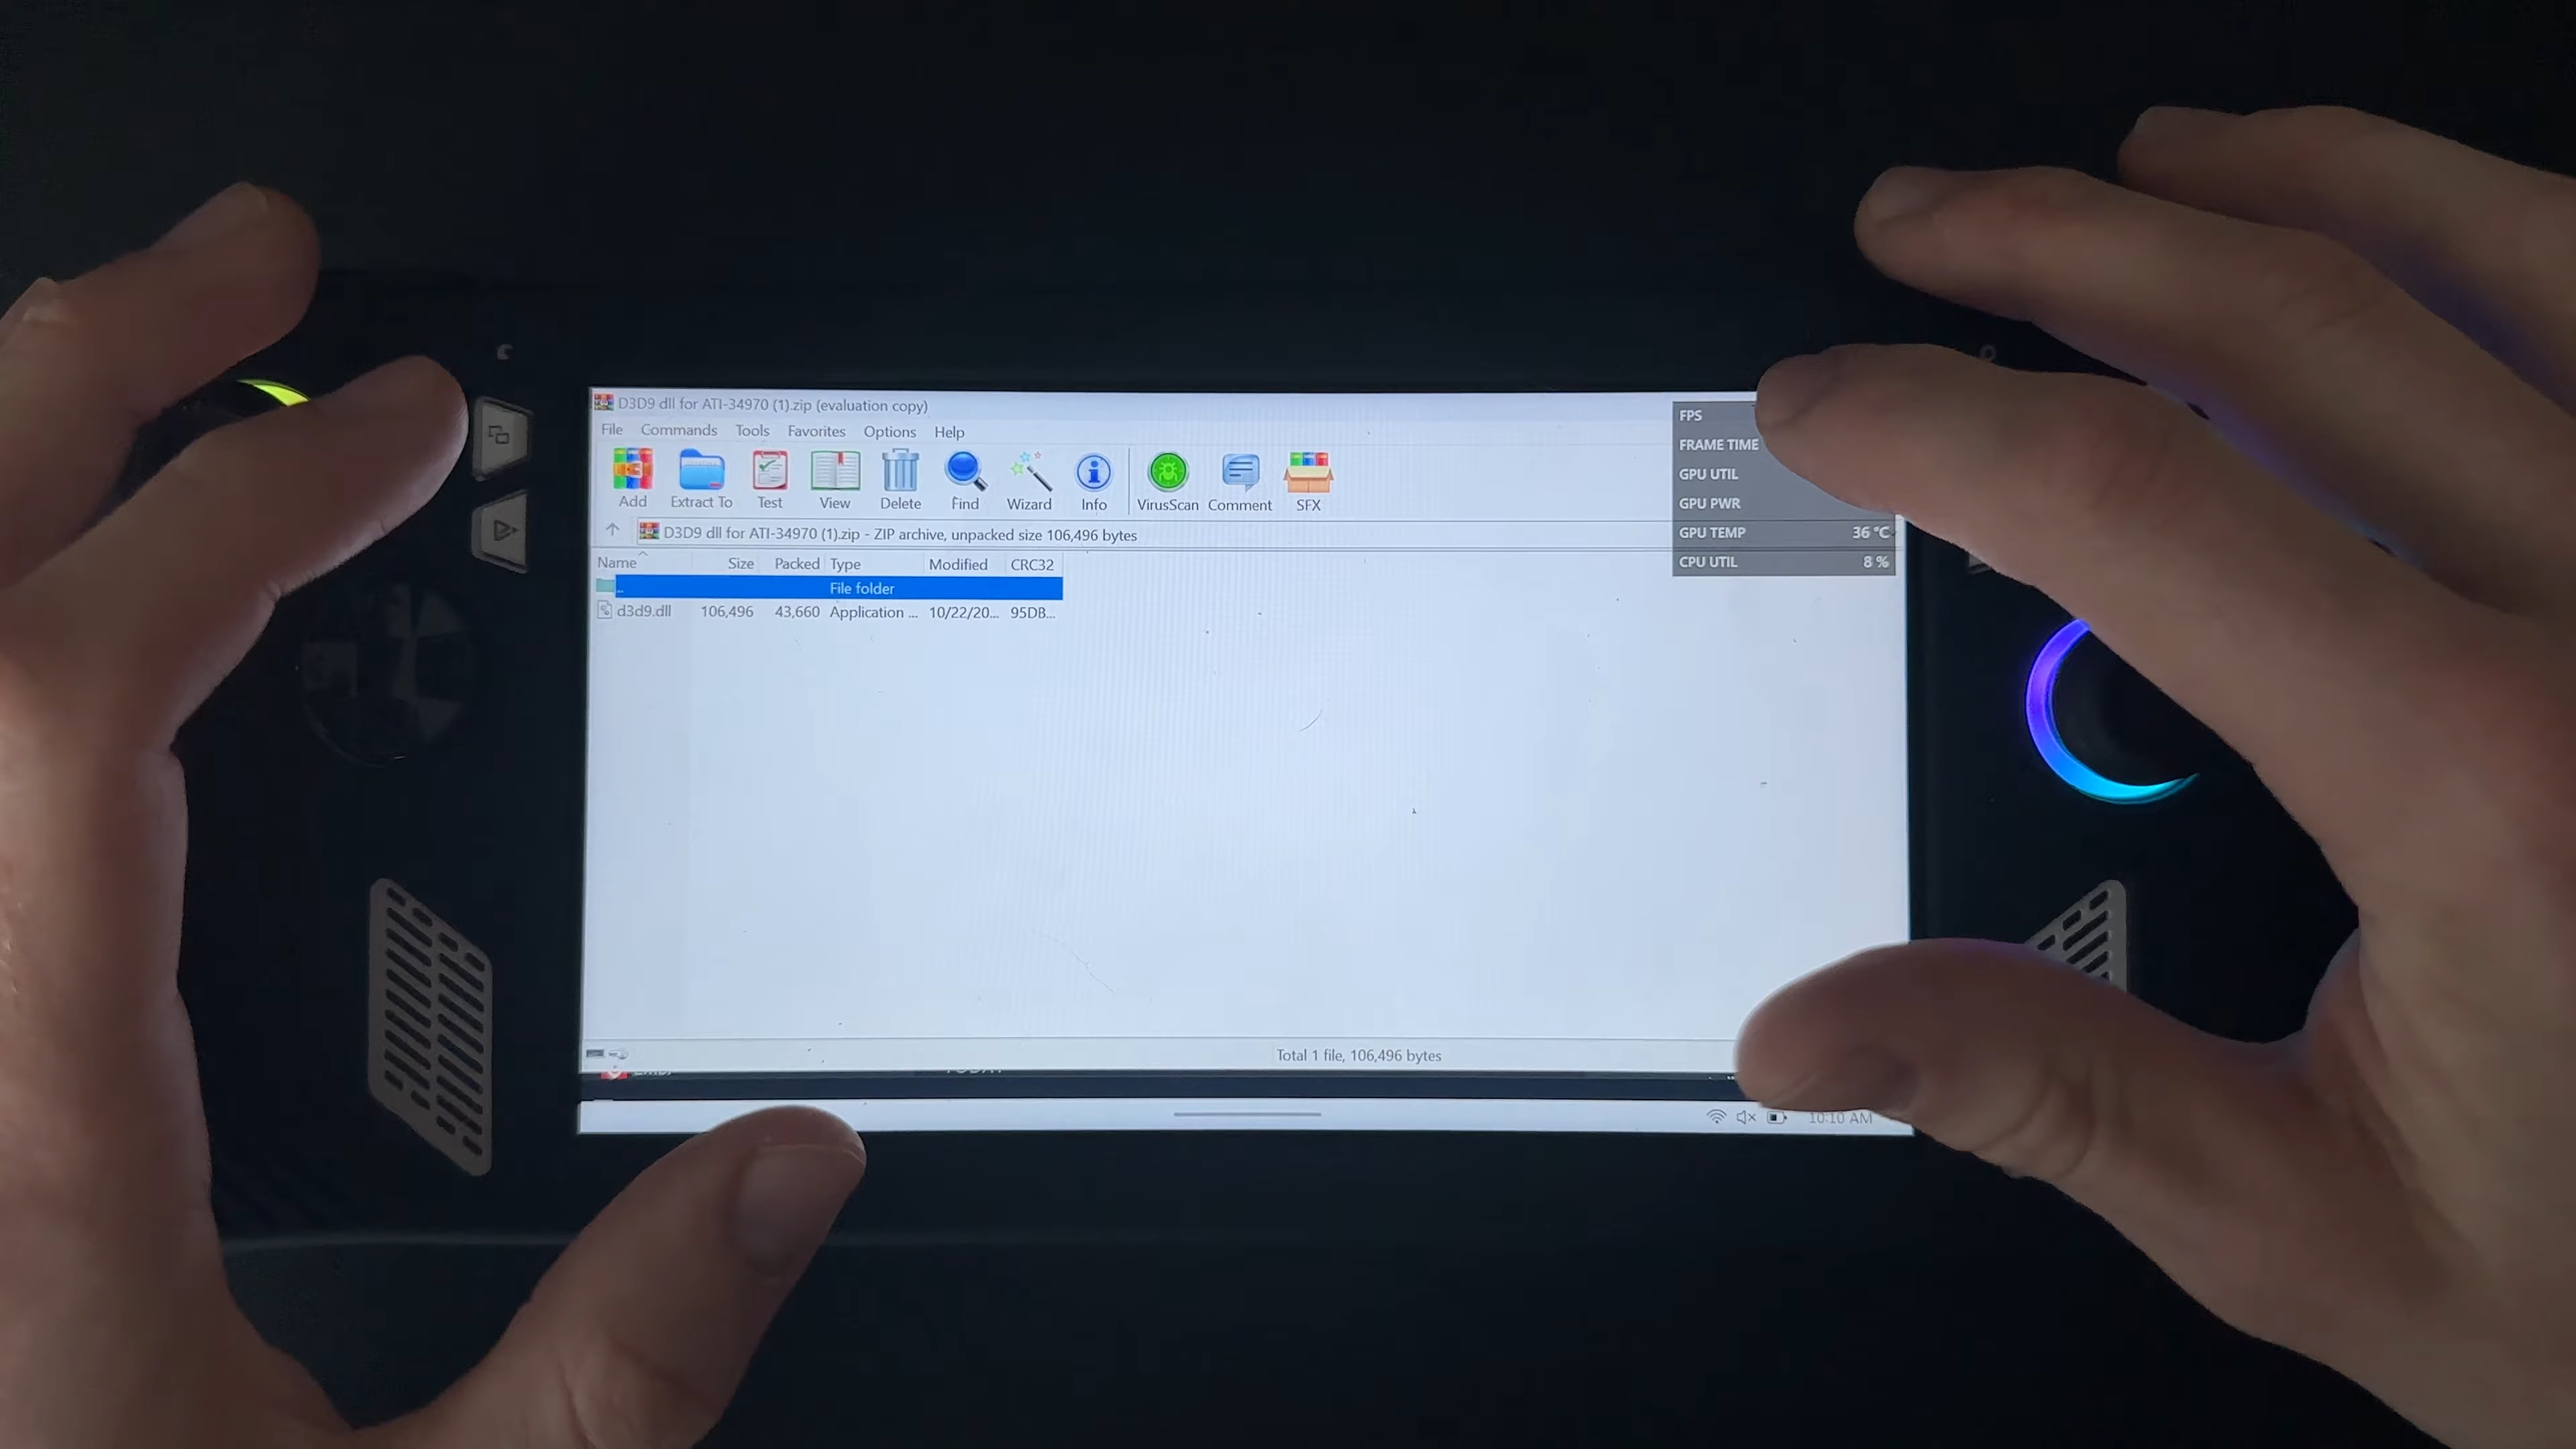 D3D9 dll for ATI-34970 (1).zip (evaluation copy)
File Commands Tools Favorites Options Help
Add Extract To Test View Delete Find Wizard Info VirusScan Comment SFX
D3D9 dll for ATI-34970 (1).zip - ZIP archive, unpacked size 106,496 bytes
Name Size Packed Type Modified CRC32
.. File folder
d3d9.dll 106,496 43,660 Application ... 10/22/20... 95DB...
FPS
FRAME TIME
GPU UTIL
GPU PWR
GPU TEMP 36 °C
CPU UTIL 8 %
Total 1 file, 106,496 bytes
10:10 AM